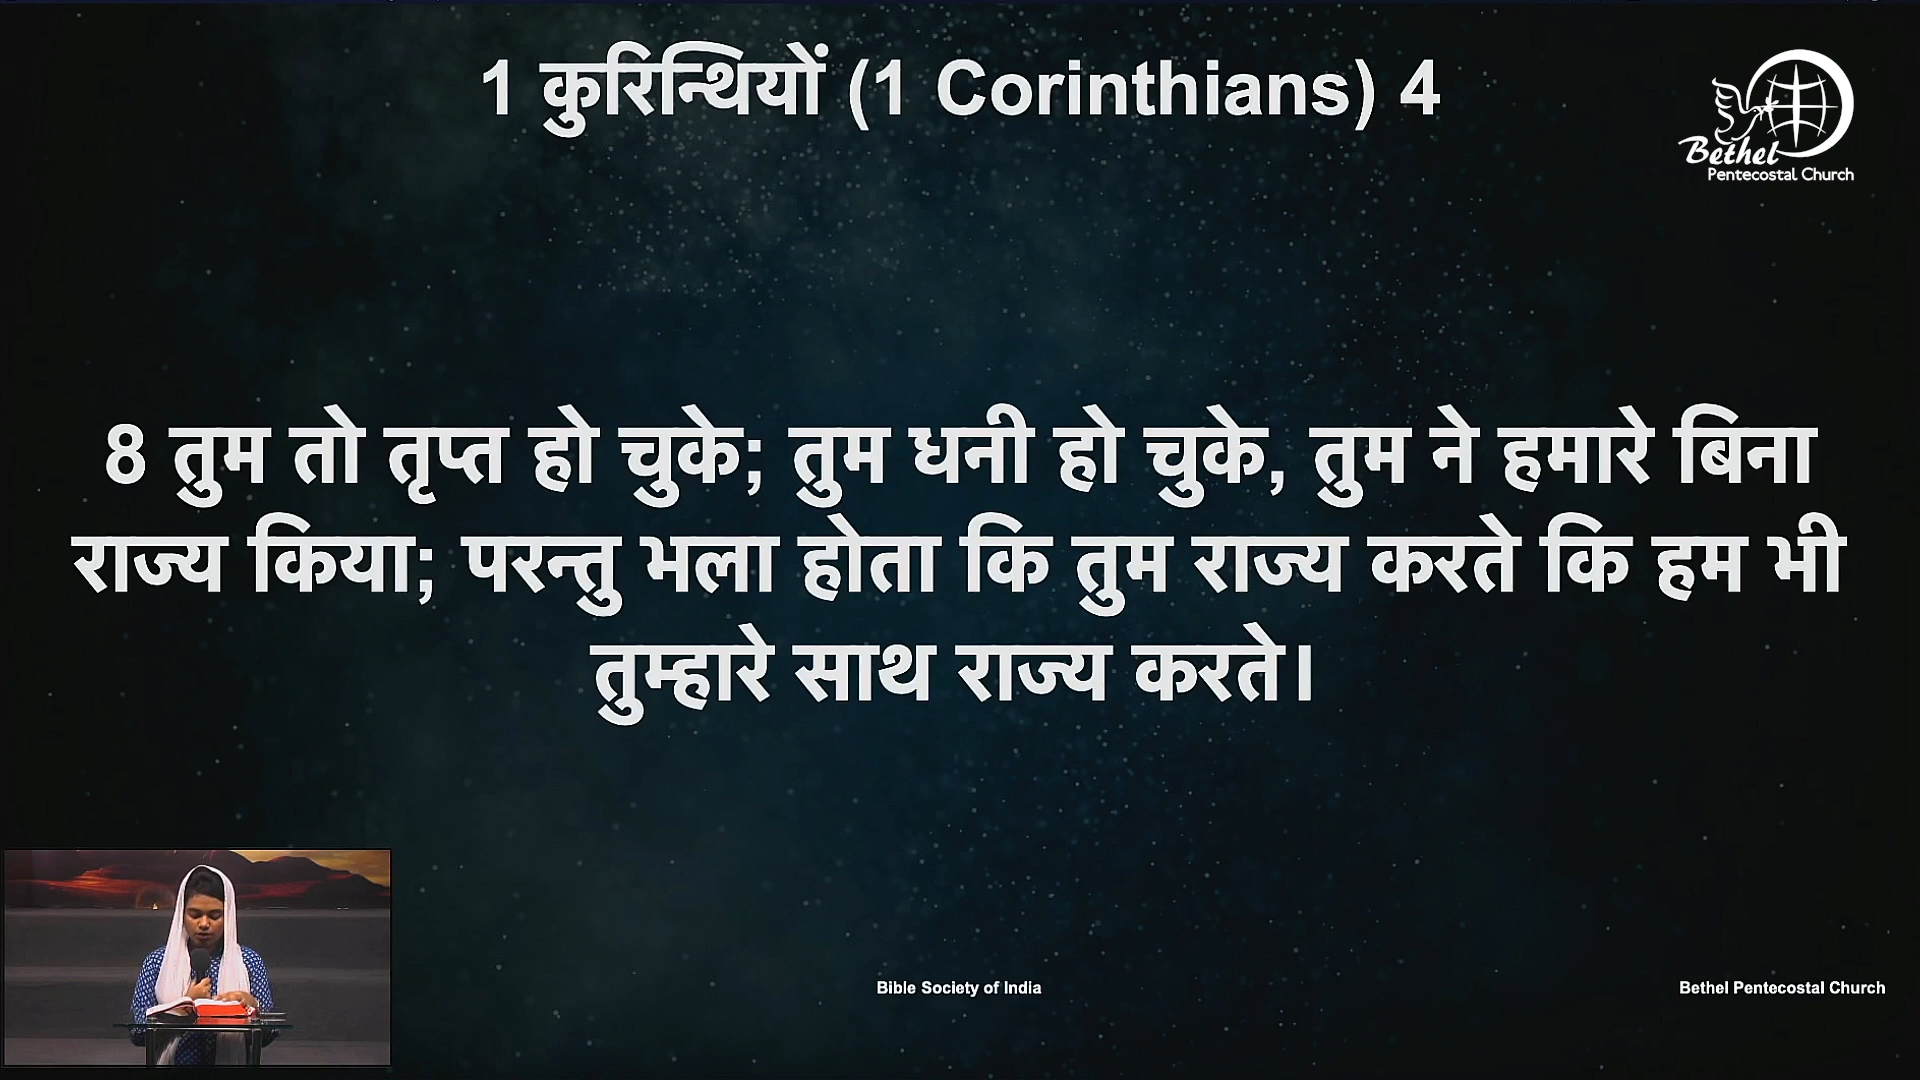 1 कुरिन्थियों (1 Corinthians) 4
Bethel
Pentecostal Church
8 तुम तो तृप्त हो चुके; तुम धनी हो चुके, तुम ने हमारे बिना
राज्य किया; परन्तु भला होता कि तुम राज्य करते कि हम भी
तुम्हारे साथ राज्य करते।
Bible Society of India
Bethel Pentecostal Church